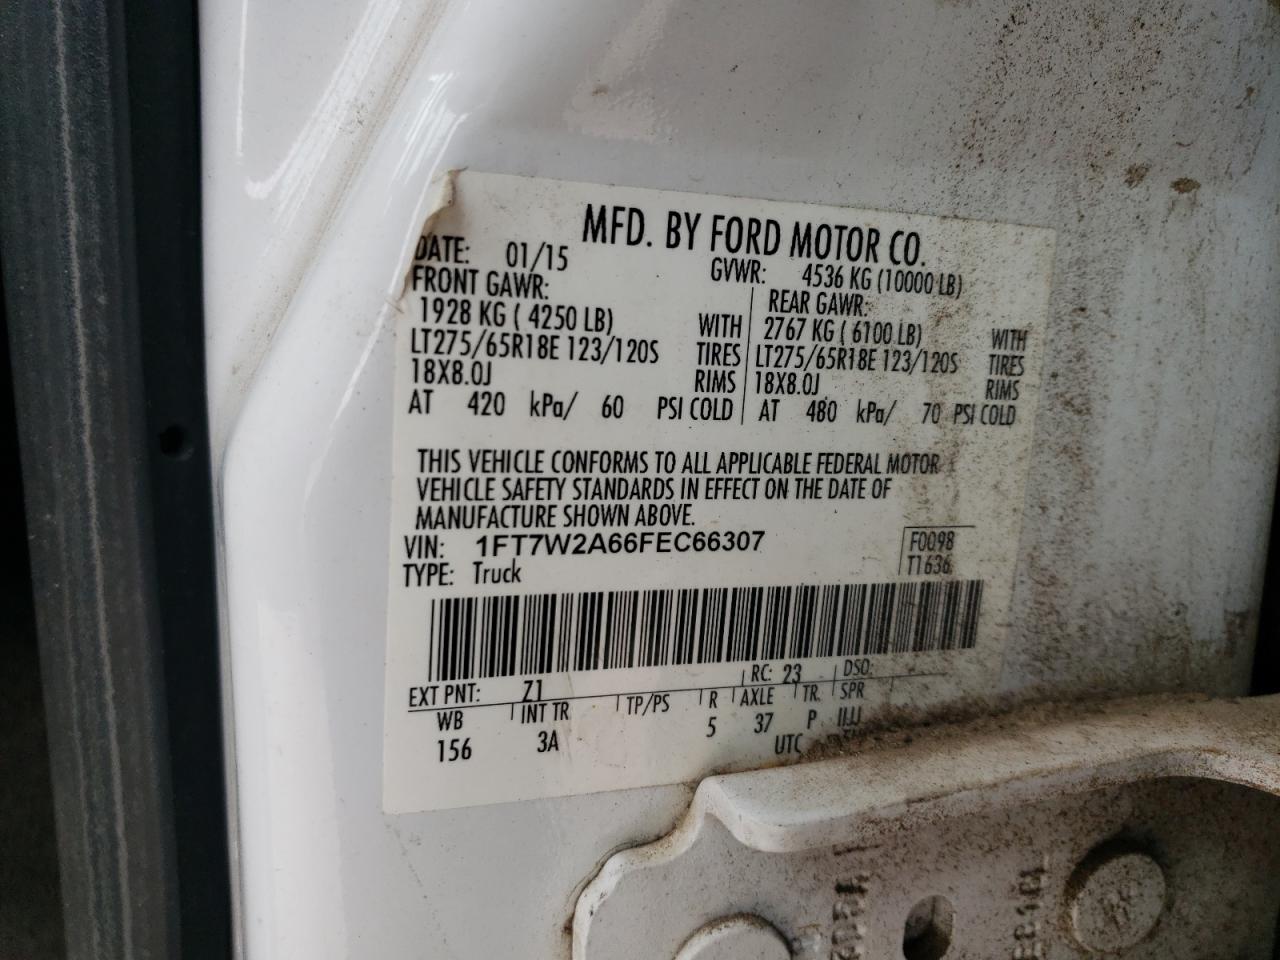 MFD. BY FORD MOTOR CO.
DATE: 01/15 GVWR: 4536 KG (10000 LB)
FRONT GAWR: REAR GAWR:
1928 KG ( 4250 LB) WITH 2767 KG ( 6100 LB) WITH
LT275/65R18E 123/120S TIRES LT275/65R18E 123/120S TIRES
18X8.0J RIMS 18X8.0J RIMS
AT 420 kPa/ 60 PSI COLD AT 480 kPa/ 70 PSI COLD
THIS VEHICLE CONFORMS TO ALL APPLICABLE FEDERAL MOTOR
VEHICLE SAFETY STANDARDS IN EFFECT ON THE DATE OF
MANUFACTURE SHOWN ABOVE.
VIN: 1FT7W2A66FEC66307 F0098
TYPE: Truck T1636
EXT PNT: Z1 RC: 23 DSO:
WB INT TR TP/PS R AXLE TR SPR
156 3A 5 37 P
UTC